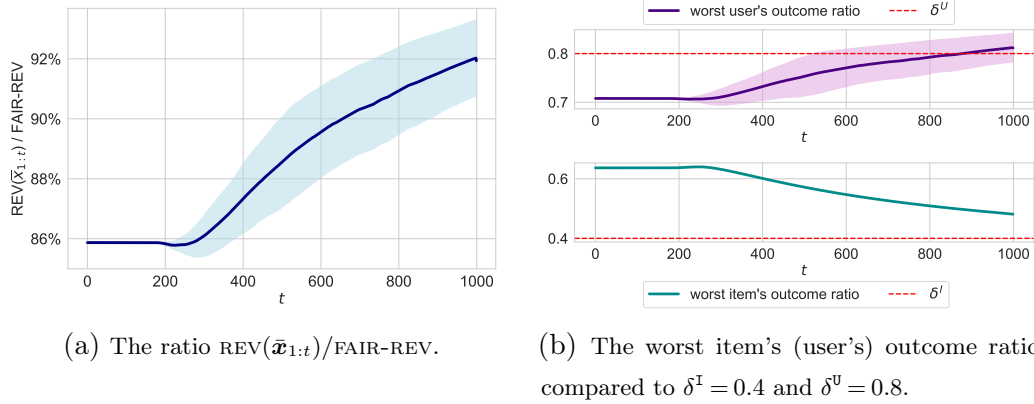 REV(x̅₁:ₜ) / FAIR-REV
92%
90%
88%
86%
0 200 400 600 800 1000
t
(a) The ratio REV(x̄₁:ₜ)/FAIR-REV.
worst user's outcome ratio δᵁ
0.8
0.7
0 200 400 600 800 1000
t
0.6
0.4
0 200 400 600 800 1000
t
worst item's outcome ratio δᴵ
(b) The worst item's (user's) outcome ratio
compared to δᴵ = 0.4 and δᵁ = 0.8.